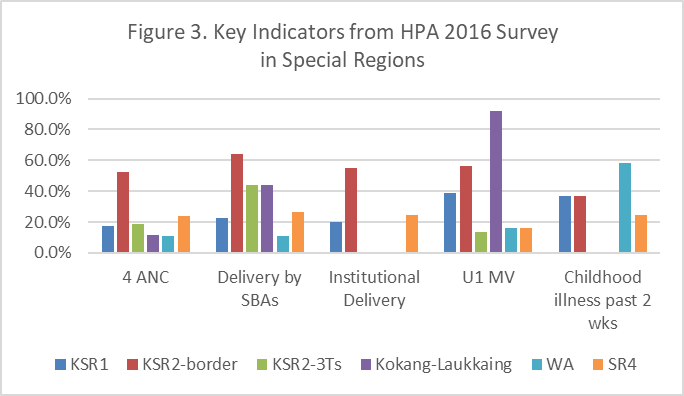 Figure 3. Key Indicators from HPA 2016 Survey
in Special Regions
100.0%
80.0%
60.0%
40.0%
20.0%
0.0%
4 ANC
Delivery by
SBAs
Institutional
Delivery
U1 MV
Childhood
illness past 2
wks
KSR1
KSR2-border
KSR2-3Ts
Kokang-Laukkaing
WA
SR4